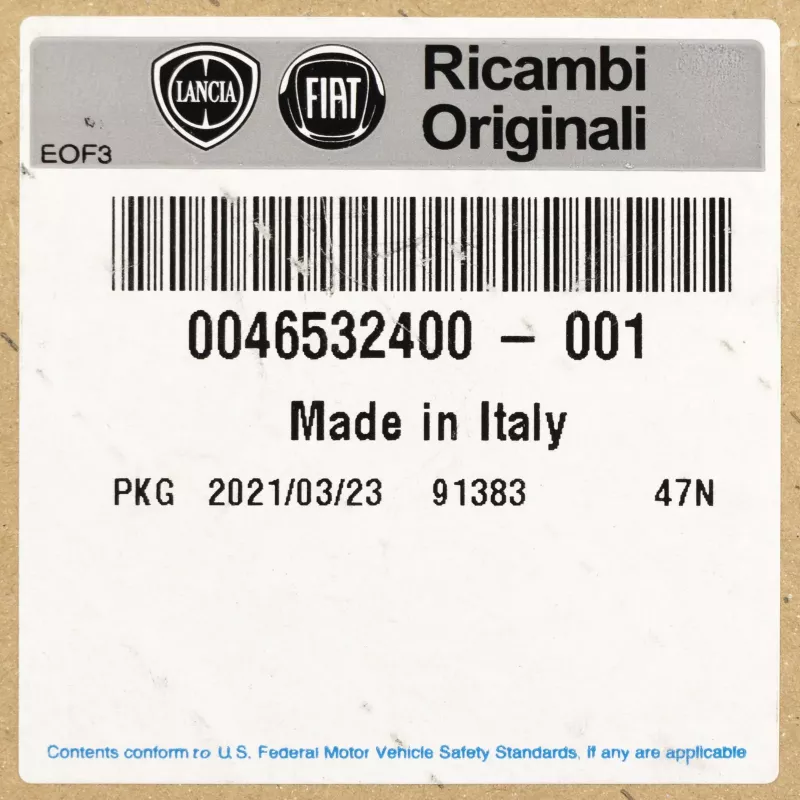 LANCIA FIAT Ricambi
Originali
EOF3
0046532400 - 001
Made in Italy
PKG 2021/03/23 91383 47N
Contents conform to U.S. Federal Motor Vehicle Safety Standards, If any are applicable